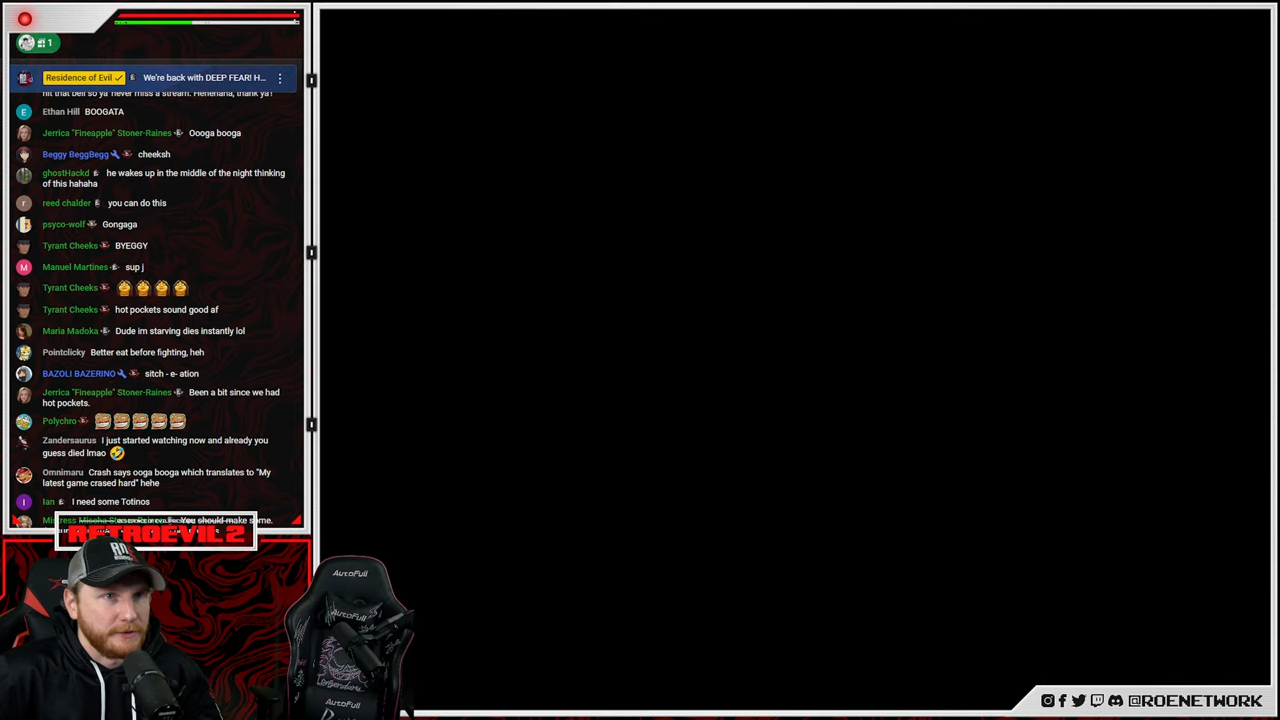 1
Residence of Evil We're back with DEEP FEAR! H...
hit that bell so ya' never miss a stream. Hehehaha, thank ya!
E Ethan Hill BOOGATA
Jerrica "Fineapple" Stoner-Raines Oooga booga
Beggy BeggBegg cheeksh
ghostHackd he wakes up in the middle of the night thinking
of this hahaha
r reed chalder you can do this
psyco-wolf Gongaga
Tyrant Cheeks BYEGGY
M Manuel Martines sup j
Tyrant Cheeks
Tyrant Cheeks hot pockets sound good af
Maria Madoka Dude im starving dies instantly lol
Pointclicky Better eat before fighting, heh
BAZOLI BAZERINO sitch - e- ation
Jerrica "Fineapple" Stoner-Raines Been a bit since we had
hot pockets.
Polychro
Zandersaurus I just started watching now and already you
guess died lmao
Omnimaru Crash says ooga booga which translates to "My
latest game crased hard" hehe
I Ian I need some Totinos
You should make some.
RETROEVIL 2
AutoFull
AutoFull
AutoFull
@ROENETWORK